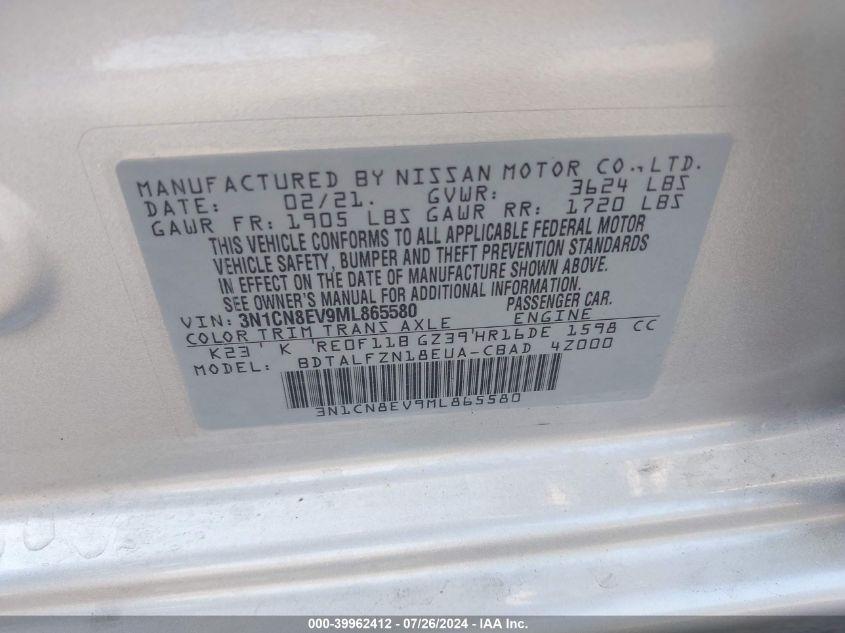 MANUFACTURED BY NISSAN MOTOR CO., LTD.
DATE: 02/21. GVWR: 3624 LBS
GAWR FR: 1905 LBS GAWR RR: 1720 LBS
THIS VEHICLE CONFORMS TO ALL APPLICABLE FEDERAL MOTOR
VEHICLE SAFETY, BUMPER AND THEFT PREVENTION STANDARDS
IN EFFECT ON THE DATE OF MANUFACTURE SHOWN ABOVE.
SEE OWNER'S MANUAL FOR ADDITIONAL INFORMATION.
VIN: 3N1CN8EV9ML865580 PASSENGER CAR.
COLOR TRIM TRANS AXLE ENGINE
K23 K RE0F11B GZ39 HR16DE 1598 CC
MODEL: BDTALFZN18EUA-CBAD 4Z000
3N1CN8EV9ML865580
000-39962412 - 07/26/2024 - IAA Inc.